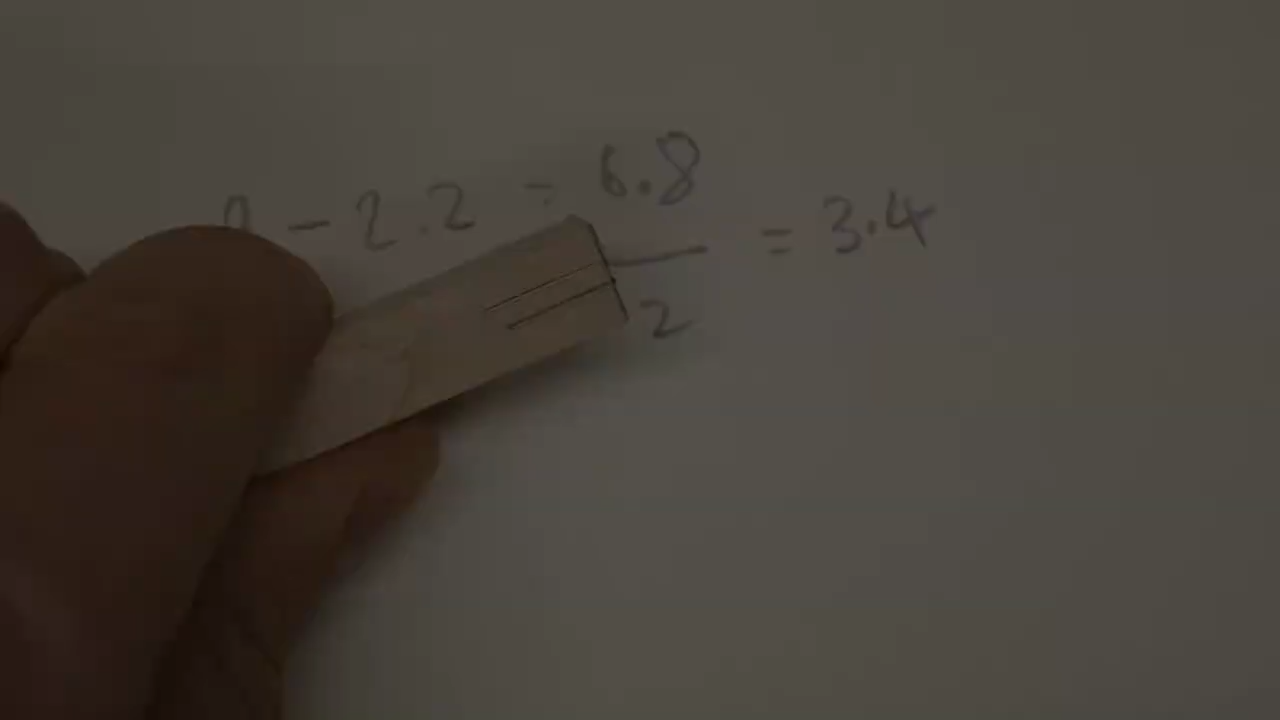 - 2.2 = 6.8/2 = 3.4